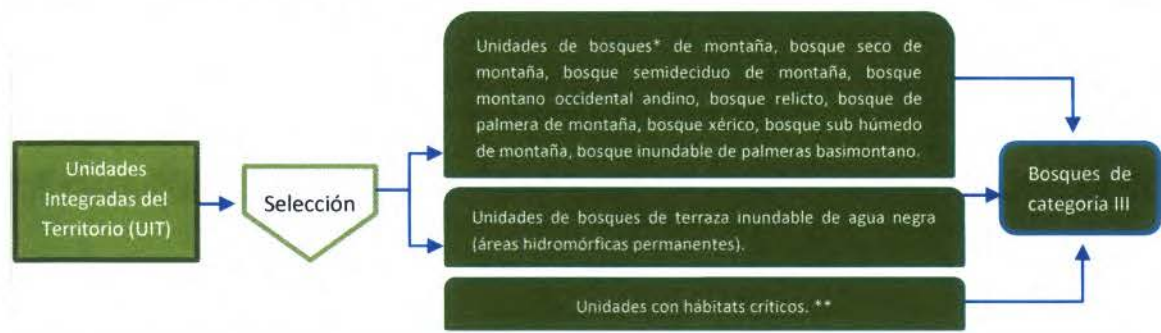 Unidades
Integradas del
Territorio (UIT)
Selección
Unidades de bosques* de montaña, bosque seco de
montaña, bosque semideciduo de montaña, bosque
montano occidental andino, bosque relicto, bosque de
palmera de montaña, bosque xérico, bosque sub húmedo
de montaña, bosque inundable de palmeras basimontano.
Unidades de bosques de terraza inundable de agua negra
(áreas hidromórficas permanentes).
Unidades con hábitats críticos. **
Bosques de
categoría III